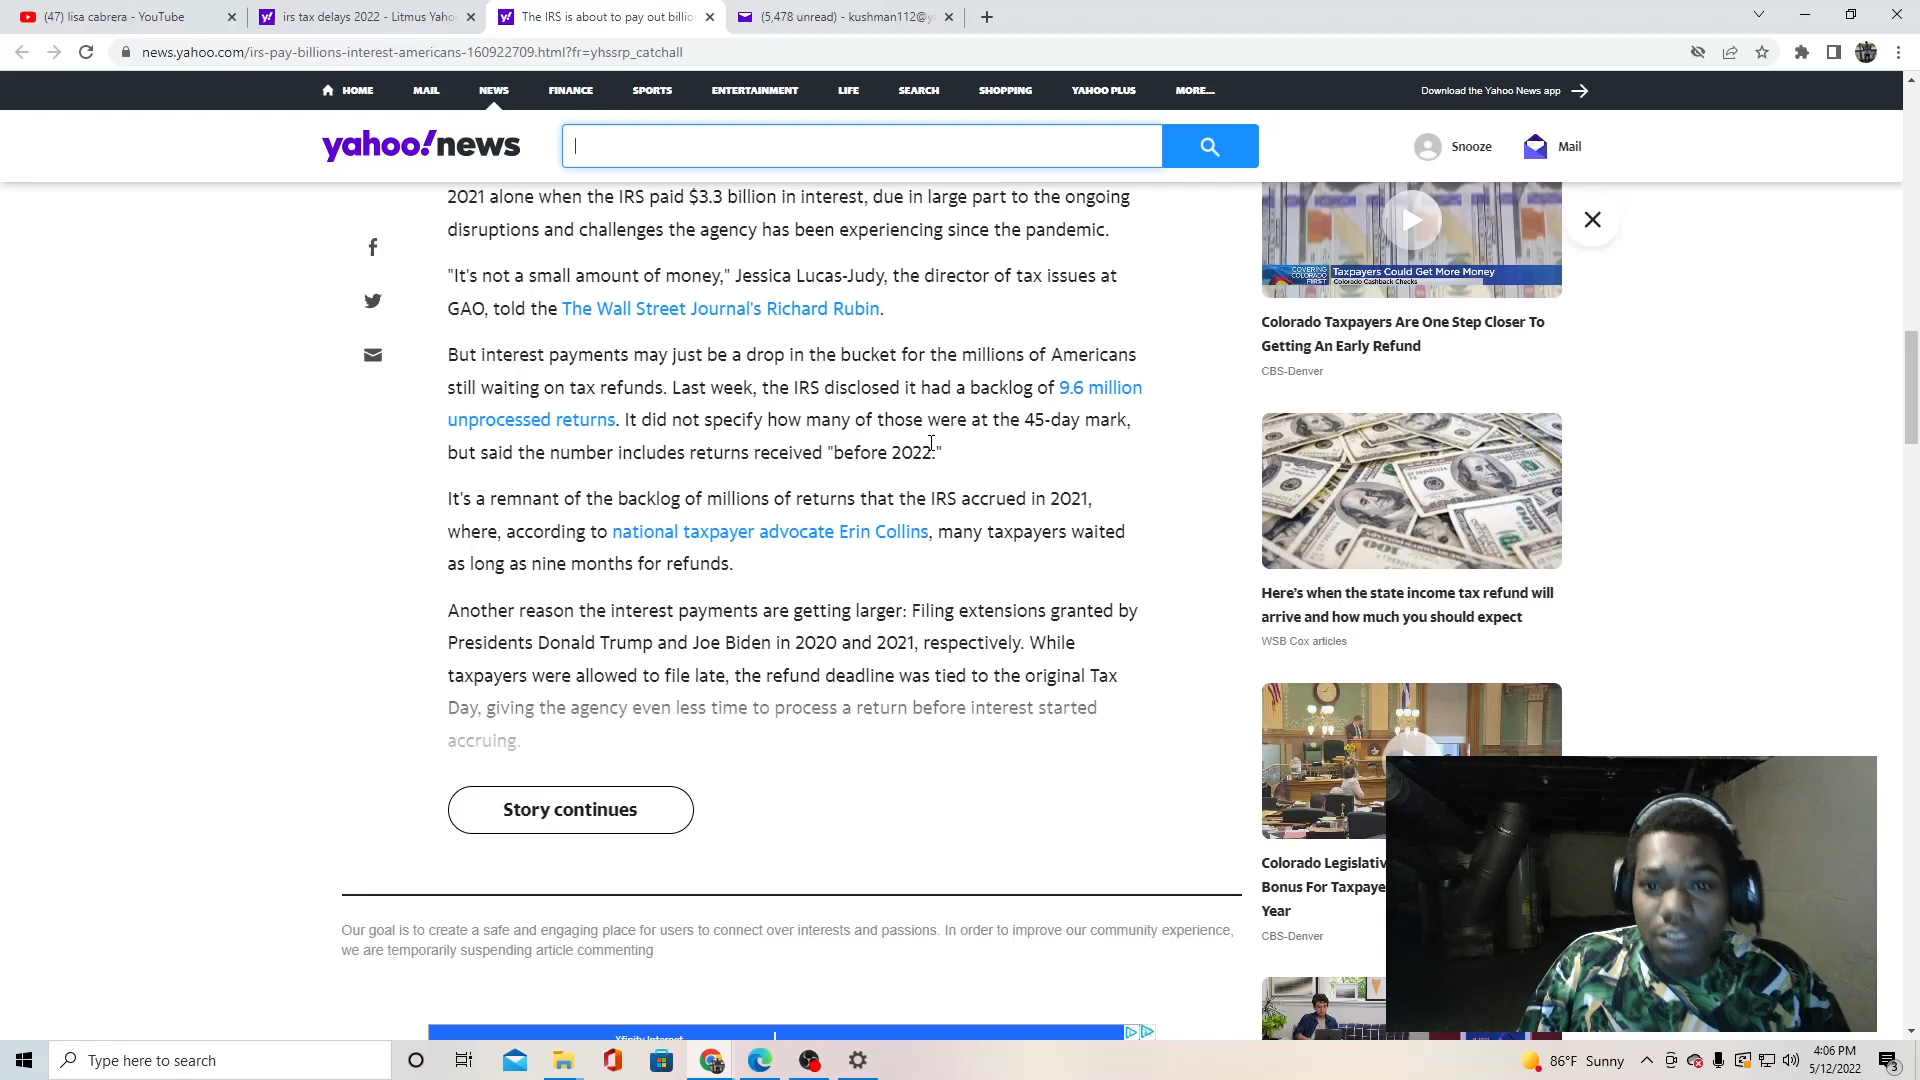 (47) lisa cabrera - YouTube
irs tax delays 2022 - Litmus Yaho
The IRS is about to pay out billio
(5,478 unread) - kushman112@y
news.yahoo.com/irs-pay-billions-interest-americans-160922709.html?fr=yhssrp_catchall
HOME MAIL NEWS FINANCE SPORTS ENTERTAINMENT LIFE SEARCH SHOPPING YAHOO PLUS MORE... Download the Yahoo News app
yahoo!news
Snooze Mail
2021 alone when the IRS paid $3.3 billion in interest, due in large part to the ongoing
disruptions and challenges the agency has been experiencing since the pandemic.
"It's not a small amount of money," Jessica Lucas-Judy, the director of tax issues at
GAO, told the The Wall Street Journal's Richard Rubin.
But interest payments may just be a drop in the bucket for the millions of Americans
still waiting on tax refunds. Last week, the IRS disclosed it had a backlog of 9.6 million
unprocessed returns. It did not specify how many of those were at the 45-day mark,
but said the number includes returns received "before 2022."
It's a remnant of the backlog of millions of returns that the IRS accrued in 2021,
where, according to national taxpayer advocate Erin Collins, many taxpayers waited
as long as nine months for refunds.
Another reason the interest payments are getting larger: Filing extensions granted by
Presidents Donald Trump and Joe Biden in 2020 and 2021, respectively. While
taxpayers were allowed to file late, the refund deadline was tied to the original Tax
Day, giving the agency even less time to process a return before interest started
accruing.
Story continues
Our goal is to create a safe and engaging place for users to connect over interests and passions. In order to improve our community experience,
we are temporarily suspending article commenting
Xfinity Internet
COVERING COLORADO FIRST
Taxpayers Could Get More Money
Colorado Cashback Checks
Colorado Taxpayers Are One Step Closer To
Getting An Early Refund
CBS-Denver
Here's when the state income tax refund will
arrive and how much you should expect
WSB Cox articles
Colorado Legislativ
Bonus For Taxpaye
Year
CBS-Denver
Type here to search
86°F Sunny
4:06 PM
5/12/2022
3